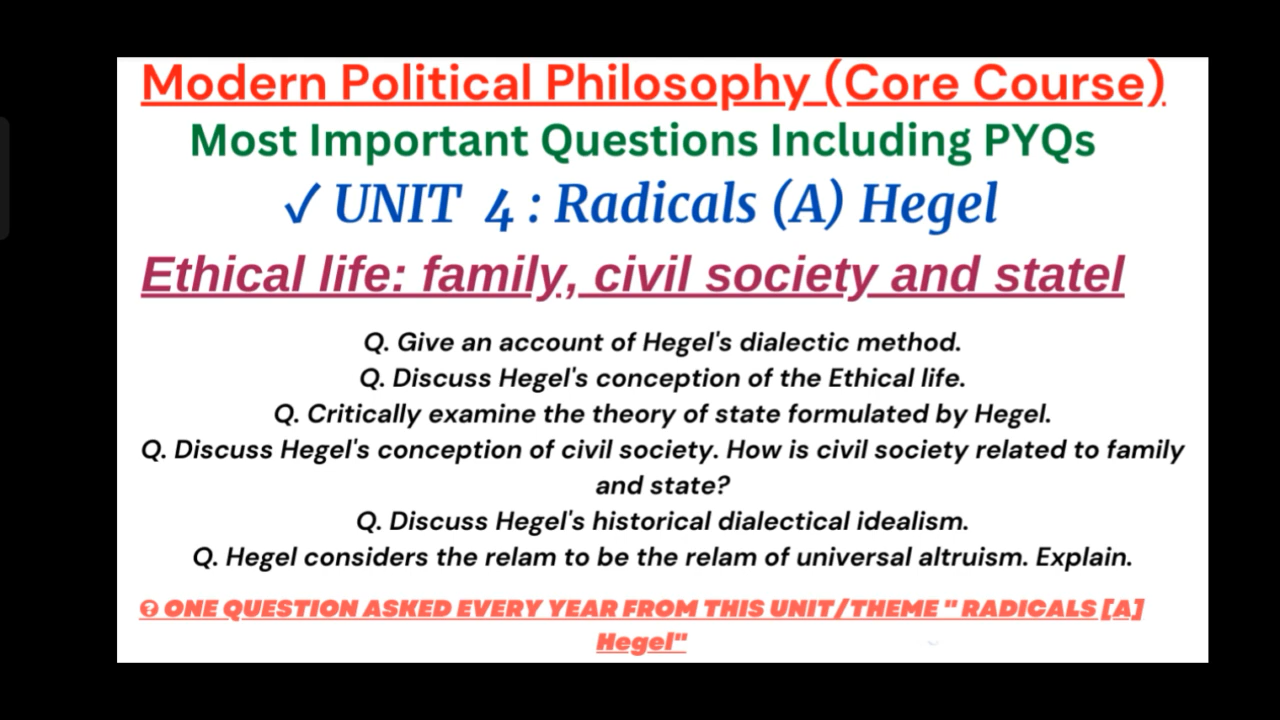 Modern Political Philosophy (Core Course)
Most Important Questions Including PYQs
✓ UNIT 4 : Radicals (A) Hegel
Ethical life: family, civil society and statel
Q. Give an account of Hegel's dialectic method.
Q. Discuss Hegel's conception of the Ethical life.
Q. Critically examine the theory of state formulated by Hegel.
Q. Discuss Hegel's conception of civil society. How is civil society related to family
and state?
Q. Discuss Hegel's historical dialectical idealism.
Q. Hegel considers the relam to be the relam of universal altruism. Explain.
? ONE QUESTION ASKED EVERY YEAR FROM THIS UNIT/THEME " RADICALS [A]
Hegel"